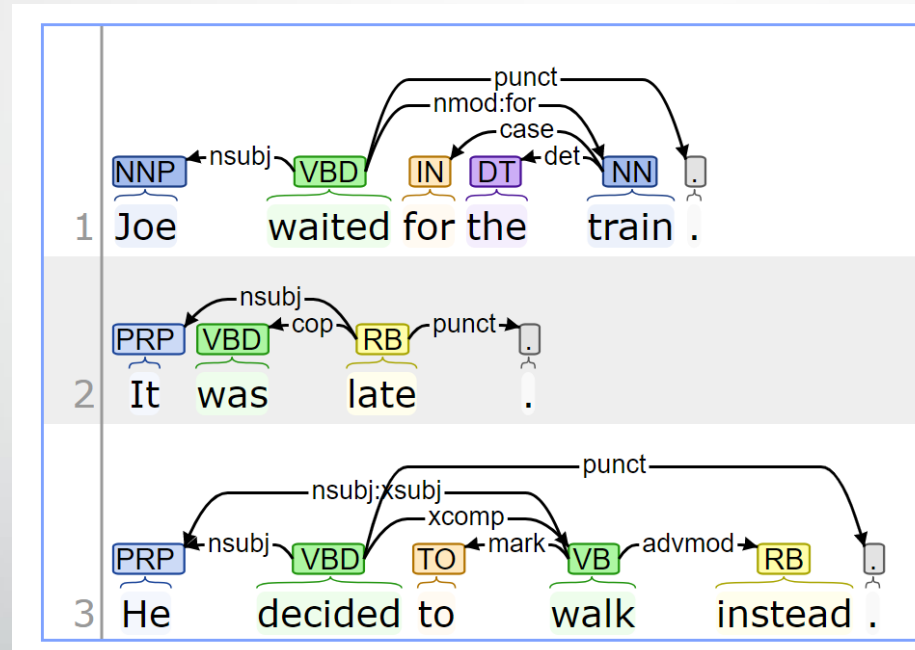 punct
nmod:for
case
nsubj det
NNP VBD IN DT NN .
1 Joe waited for the train .
nsubj
cop punct
PRP VBD RB .
2 It was late .
punct
nsubj:xsubj
xcomp
nsubj mark advmod
PRP VBD TO VB RB .
3 He decided to walk instead .